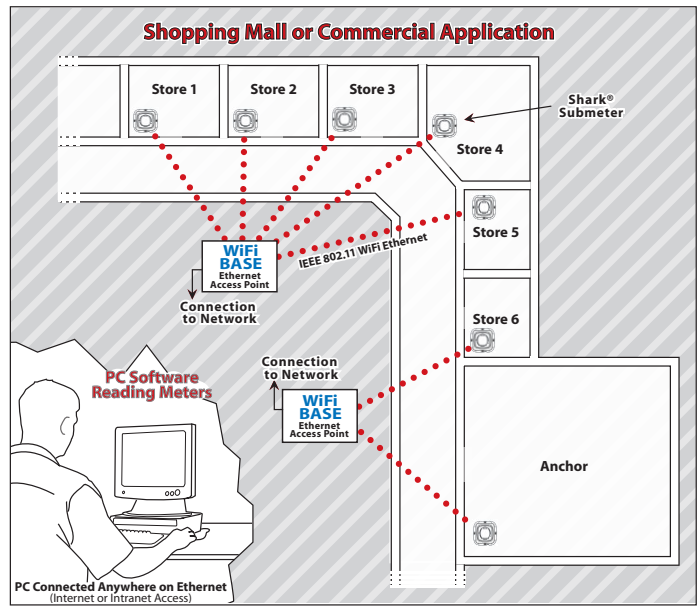 Shopping Mall or Commercial Application
Store 1
Store 2
Store 3
Shark®
Submeter
Store 4
Store 5
IEEE 802.11 WiFi Ethernet
WiFi
BASE
Ethernet
Access Point
Connection
to Network
Store 6
Connection
to Network
WiFi
BASE
Ethernet
Access Point
PC Software
Reading Meters
Anchor
PC Connected Anywhere on Ethernet
(Internet or Intranet Access)